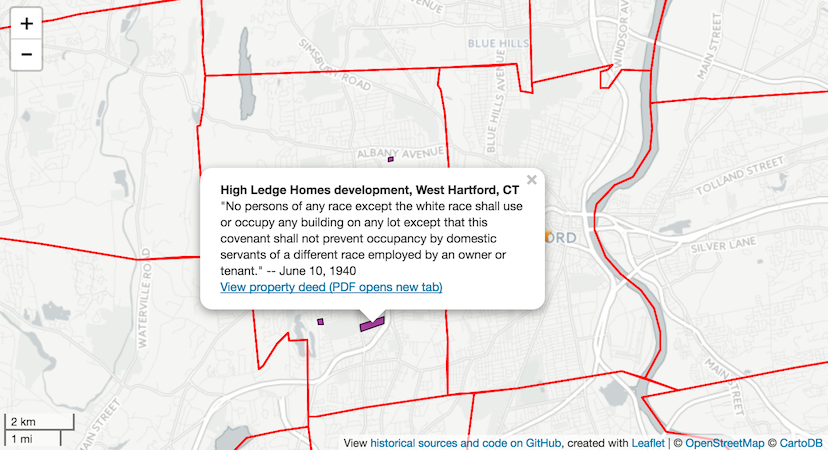 +
−
AVENUE
BLUE HILLS
WINDSOR AV
MAIN STREET
SIMSBURY ROAD
BLUE HILLS AVENUE
ALBANY AVENUE
TOLLAND STREET
High Ledge Homes development, West Hartford, CT
×
"No persons of any race except the white race shall use
or occupy any building on any lot except that this
covenant shall not prevent occupancy by domestic
servants of a different race employed by an owner or
tenant." -- June 10, 1940
View property deed (PDF opens new tab)
ORD
SILVER LANE
WATERVILLE ROAD
MAIN STREET
MAIN STREET
2 km
1 mi
View historical sources and code on GitHub, created with Leaflet | © OpenStreetMap © CartoDB